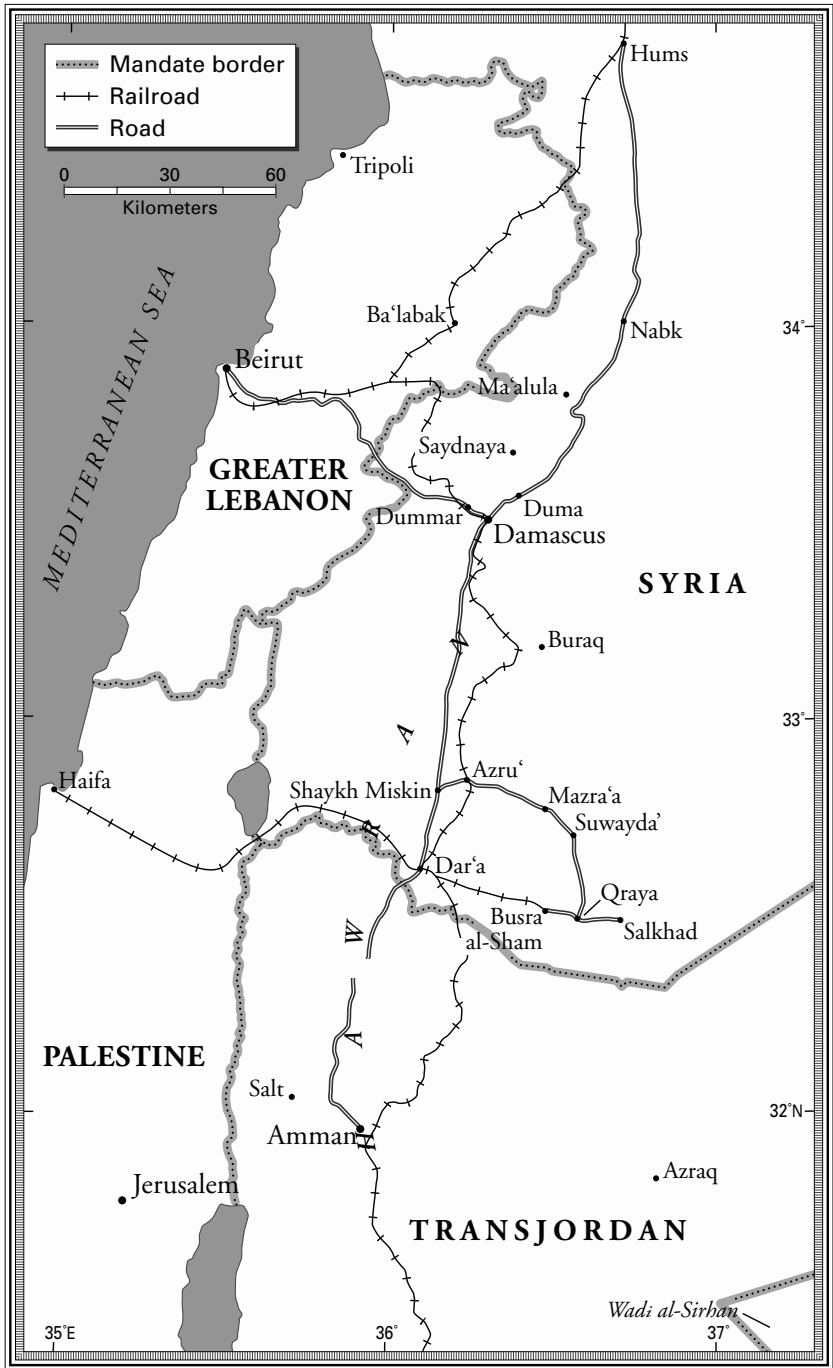 Mandate border
Railroad
Road
0 30 60
Kilometers
Hums
Tripoli
MEDITERRANEAN SEA
Ba‘labak
Nabk
34°
Beirut
Ma‘alula
Saydnaya
GREATER
LEBANON
Dummar
Duma
Damascus
SYRIA
Buraq
33°
HAWRAN
Haifa
Shaykh Miskin
Azru‘
Mazra‘a
Suwayda’
Dar‘a
Qraya
Busra
al-Sham
Salkhad
PALESTINE
Salt
32°N
Amman
Azraq
Jerusalem
TRANSJORDAN
Wadi al-Sirhan
35°E 36° 37°